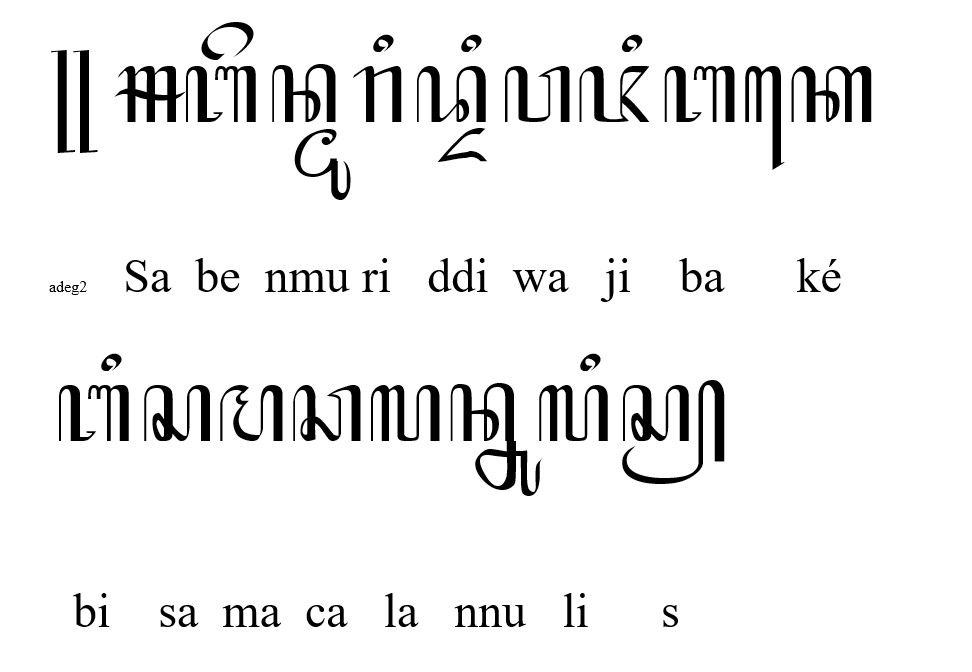 ꧋ꦯꦧꦼꦤ꧀ꦩꦸꦫꦶꦢ꧀ꦢꦶꦮꦗꦶꦧꦏꦺ
adeg2 Sa be nmu ri ddi wa ji ba ké
ꦧꦶꦱꦩꦕꦭꦤ꧀ꦤꦸꦭꦶꦱ꧀
bi sa ma ca la nnu li s